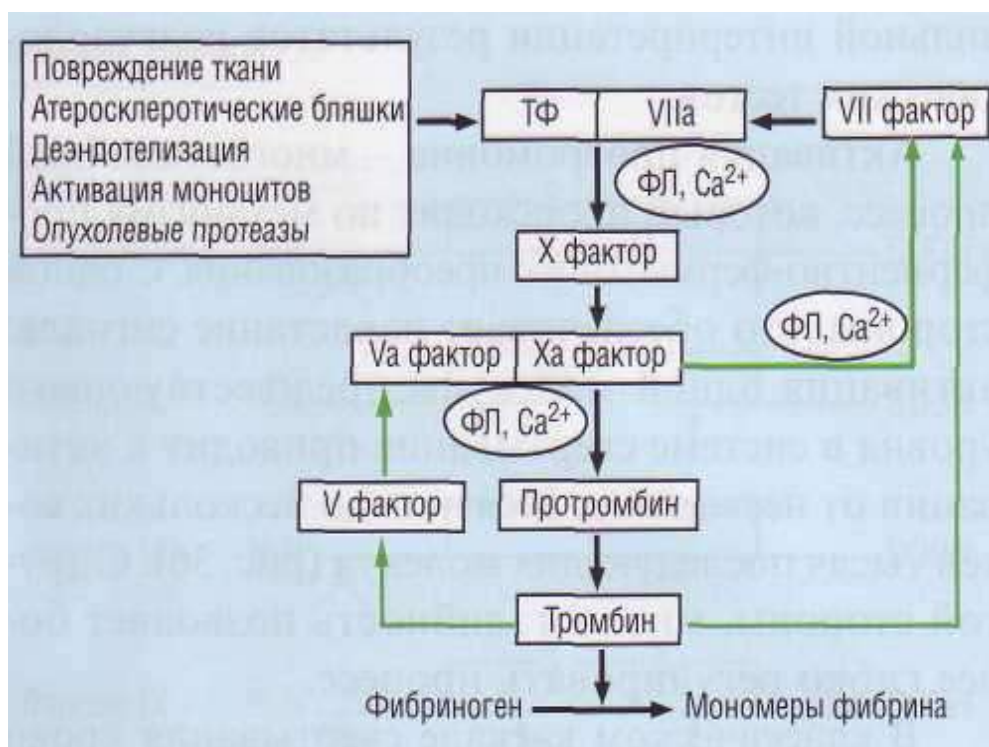 Повреждение ткани
Атеросклеротические бляшки
Деэндотелизация
Активация моноцитов
Опухолевые протеазы
ТФ
VIIa
VII фактор
ФЛ, Ca²⁺
X фактор
ФЛ, Ca²⁺
Va фактор
Xa фактор
ФЛ, Ca²⁺
V фактор
Протромбин
Тромбин
Фибриноген
Мономеры фибрина